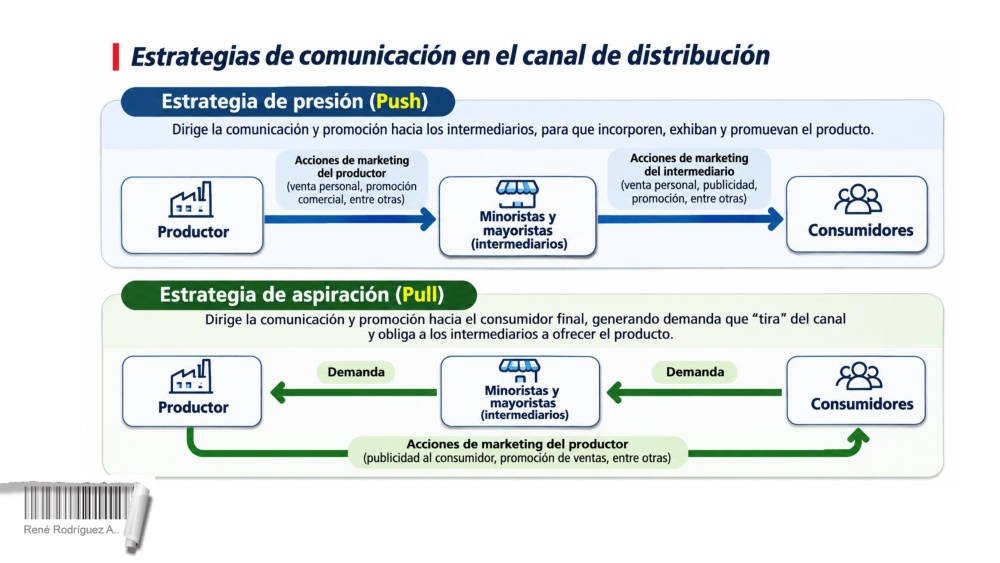 Estrategias de comunicación en el canal de distribución
Estrategia de presión (Push)
Dirige la comunicación y promoción hacia los intermediarios, para que incorporen, exhiban y promuevan el producto.
Acciones de marketing
del productor
(venta personal, promoción
comercial, entre otras)
Acciones de marketing
del intermediario
(venta personal, publicidad,
promoción, entre otras)
Productor
Minoristas y
mayoristas
(intermediarios)
Consumidores
Estrategia de aspiración (Pull)
Dirige la comunicación y promoción hacia el consumidor final, generando demanda que “tira” del canal
y obliga a los intermediarios a ofrecer el producto.
Productor
Demanda
Minoristas y
mayoristas
(intermediarios)
Demanda
Consumidores
Acciones de marketing del productor
(publicidad al consumidor, promoción de ventas, entre otras)
René Rodríguez A..